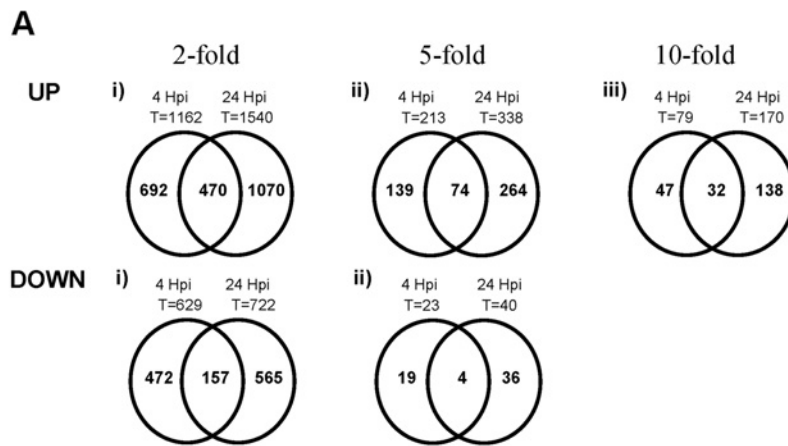 A
2-fold 5-fold 10-fold
UP i) ii) iii)
4 Hpi 24 Hpi 4 Hpi 24 Hpi 4 Hpi 24 Hpi
T=1162 T=1540 T=213 T=338 T=79 T=170
692 470 1070 139 74 264 47 32 138
DOWN i) ii)
4 Hpi 24 Hpi 4 Hpi 24 Hpi
T=629 T=722 T=23 T=40
472 157 565 19 4 36